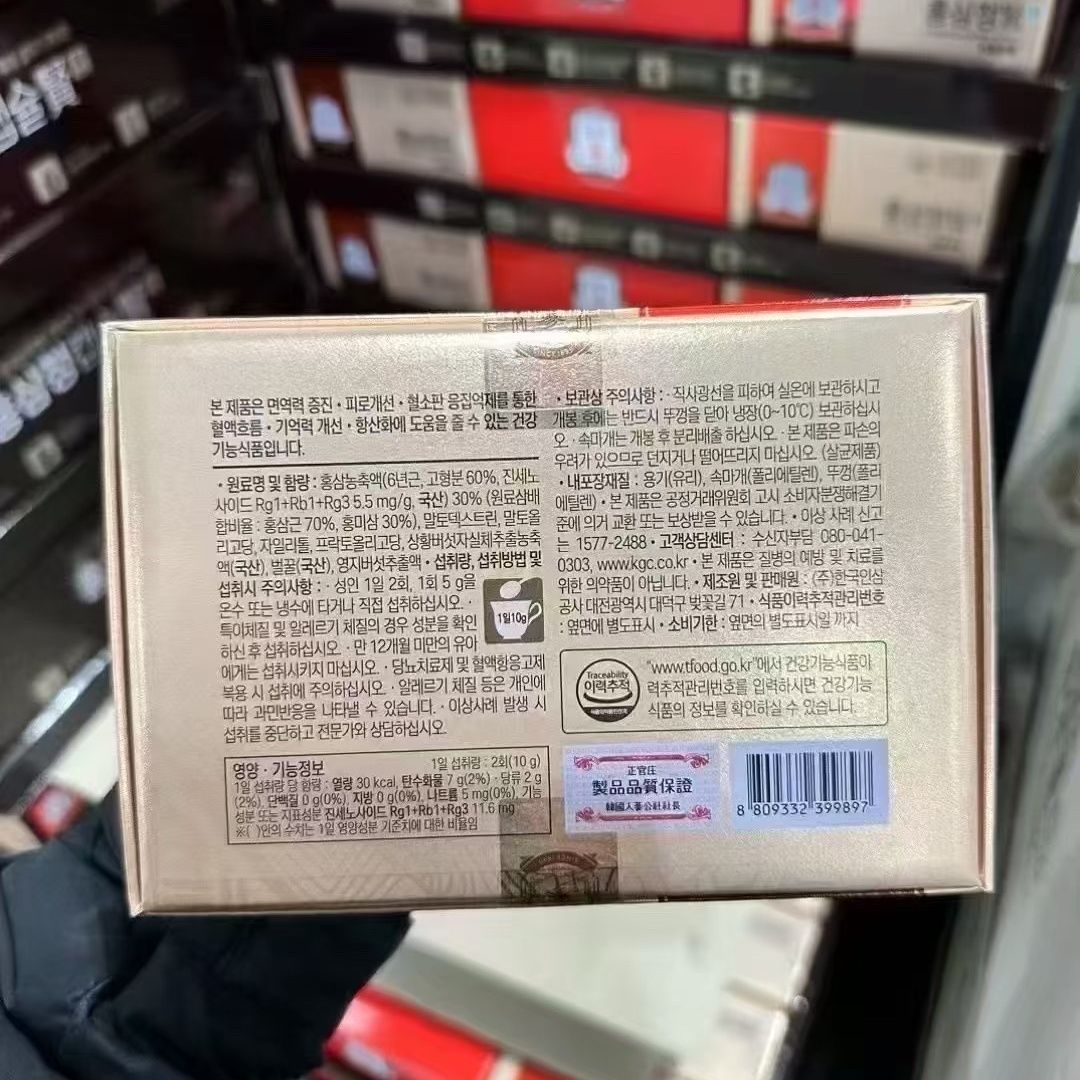 본 제품은 면역력 증진 • 피로개선 • 혈소판 응집억제를 통한
혈액흐름 • 기억력 개선 • 항산화에 도움을 줄 수 있는 건강
기능식품입니다.
• 원료명 및 함량 : 홍삼농축액(6년근, 고형분 60%, 진세노
사이드 Rg1+Rb1+Rg3 5.5 mg/g, 국산) 30% (원료삼배
합비율 : 홍삼근 70%, 홍미삼 30%), 말토덱스트린, 말토올
리고당, 자일리톨, 프락토올리고당, 상황버섯자실체추출농축
액(국산), 벌꿀(국산), 영지버섯추출액 • 섭취량, 섭취방법 및
섭취시 주의사항 : · 성인 1일 2회, 1회 5 g을
온수 또는 냉수에 타거나 직접 섭취하십시오. ·
특이체질 및 알레르기 체질의 경우 성분을 확인
하신 후 섭취하십시오. · 만 12개월 미만의 유아
에게는 섭취시키지 마십시오. · 당뇨치료제 및 혈액항응고제
복용 시 섭취에 주의하십시오. · 알레르기 체질 등은 개인에
따라 과민반응을 나타낼 수 있습니다. · 이상사례 발생 시
섭취를 중단하고 전문가와 상담하십시오.
1일10g
영양 · 기능정보 1일 섭취량 : 2회(10 g)
1일 섭취량 당 함량 · 열량 30 kcal, 탄수화물 7 g(2%) · 당류 2 g
(2%), 단백질 0 g(0%), 지방 0 g(0%), 나트륨 5 mg(0%), 기능
성분 또는 지표성분 진세노사이드 Rg1+Rb1+Rg3 11.6 mg
※( )안의 수치는 1일 영양성분 기준치에 대한 비율임
• 보관상 주의사항 : · 직사광선을 피하여 실온에 보관하시고
개봉 후에는 반드시 뚜껑을 닫아 냉장(0~10℃) 보관하십시
오. · 속마개는 개봉 후 분리배출 하십시오. · 본 제품은 파손의
우려가 있으므로 던지거나 떨어뜨리지 마십시오. (살균제품)
• 내포장재질 : 용기(유리), 속마개(폴리에틸렌), 뚜껑(폴리
에틸렌) • 본 제품은 공정거래위원회 고시 소비자분쟁해결기
준에 의거 교환 또는 보상받을 수 있습니다. • 이상 사례 신고
는 1577-2488 • 고객상담센터 : 수신자부담 080-041-
0303, www.kgc.co.kr • 본 제품은 질병의 예방 및 치료를
위한 의약품이 아닙니다. • 제조원 및 판매원 : (주)한국인삼
공사 대전광역시 대덕구 벚꽃길 71 • 식품이력추적관리번호
: 옆면에 별도표시 • 소비기한 : 옆면의 별도표시일 까지
Traceability
이력추적
"www.tfood.go.kr"에서 건강기능식품이
력추적관리번호를 입력하시면 건강기능
식품의 정보를 확인하실 수 있습니다.
正官庄
製品品質保證
韓國人蔘公社社長
8 809332 399897